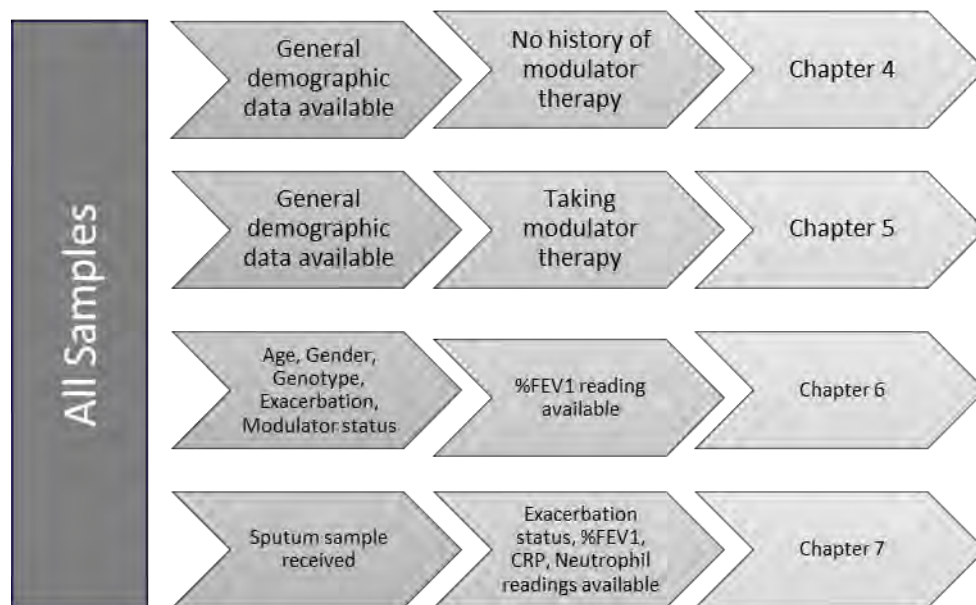 All Samples
General
demographic
data available
No history of
modulator
therapy
Chapter 4
General
demographic
data available
Taking
modulator
therapy
Chapter 5
Age, Gender,
Genotype,
Exacerbation,
Modulator status
%FEV1 reading
available
Chapter 6
Sputum sample
received
Exacerbation
status, %FEV1,
CRP, Neutrophil
readings available
Chapter 7